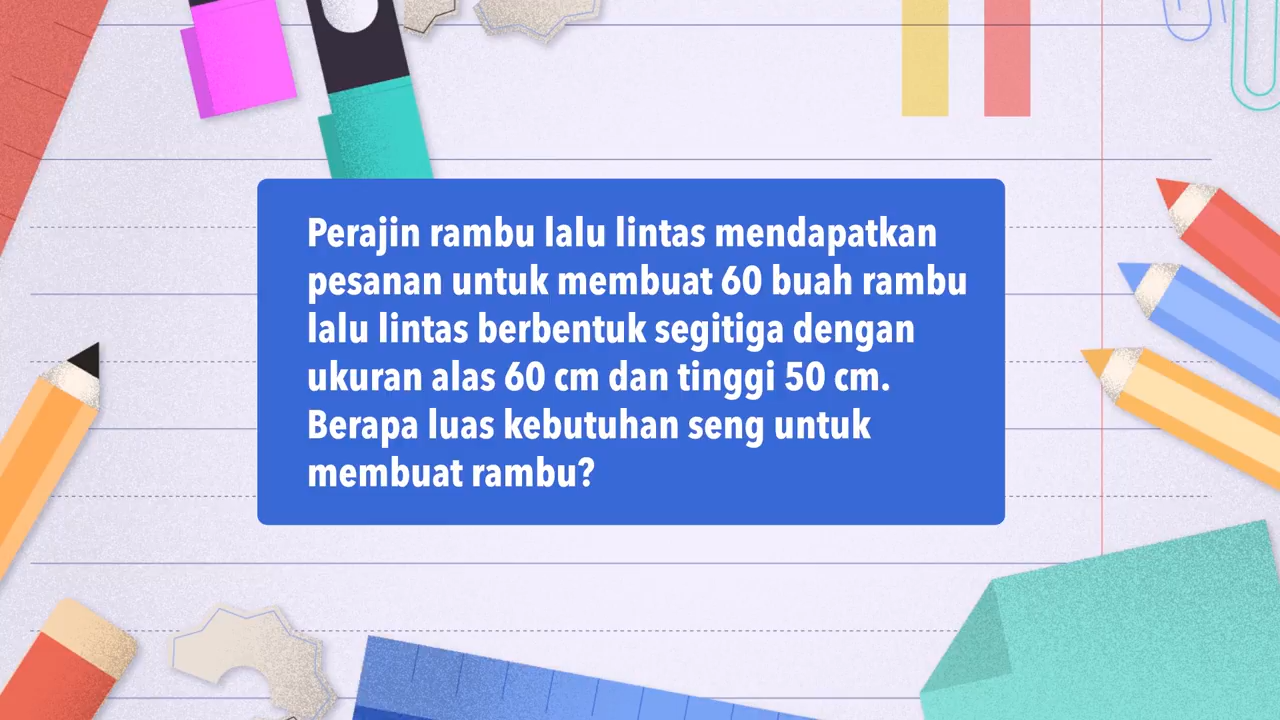 Perajin rambu lalu lintas mendapatkan
pesanan untuk membuat 60 buah rambu
lalu lintas berbentuk segitiga dengan
ukuran alas 60 cm dan tinggi 50 cm.
Berapa luas kebutuhan seng untuk
membuat rambu?